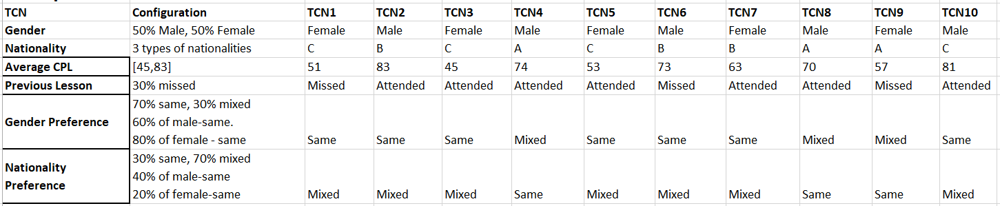 TCN Configuration TCN1 TCN2 TCN3 TCN4 TCN5 TCN6 TCN7 TCN8 TCN9 TCN10
Gender 50% Male, 50% Female Female Male Female Male Female Male Female Male Female Male
Nationality 3 types of nationalities C B C A C B B A A C
Average CPL [45,83] 51 83 45 74 53 73 63 70 57 81
Previous Lesson 30% missed Missed Attended Attended Attended Attended Missed Attended Attended Missed Attended
70% same, 30% mixed
Gender Preference 60% of male-same.
80% of female - same Same Same Same Mixed Same Same Same Mixed Mixed Same
30% same, 70% mixed
Nationality 40% of male-same
Preference 20% of female-same Mixed Mixed Mixed Same Mixed Mixed Mixed Same Same Mixed